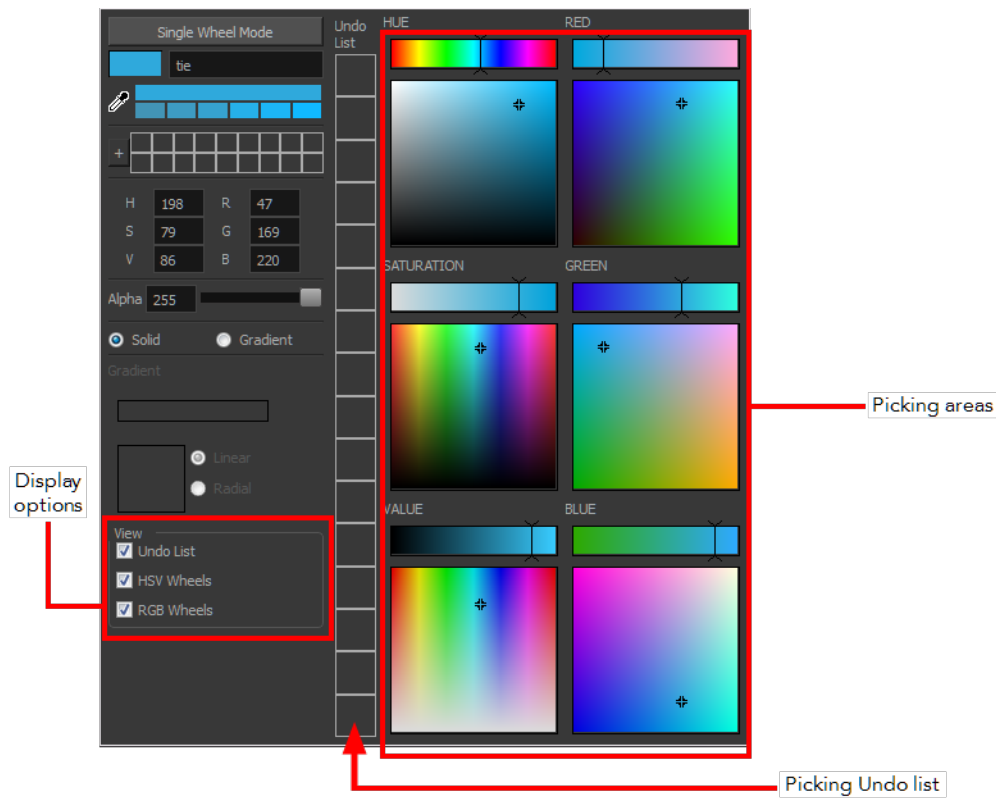 Single Wheel Mode
tie
+
H 198 R 47
S 79 G 169
V 86 B 220
Alpha 255
Solid Gradient
Gradient
Linear
Radial
View
Undo List
HSV Wheels
RGB Wheels
Display
options
Undo
List
HUE RED
SATURATION GREEN
VALUE BLUE
Picking areas
Picking Undo list